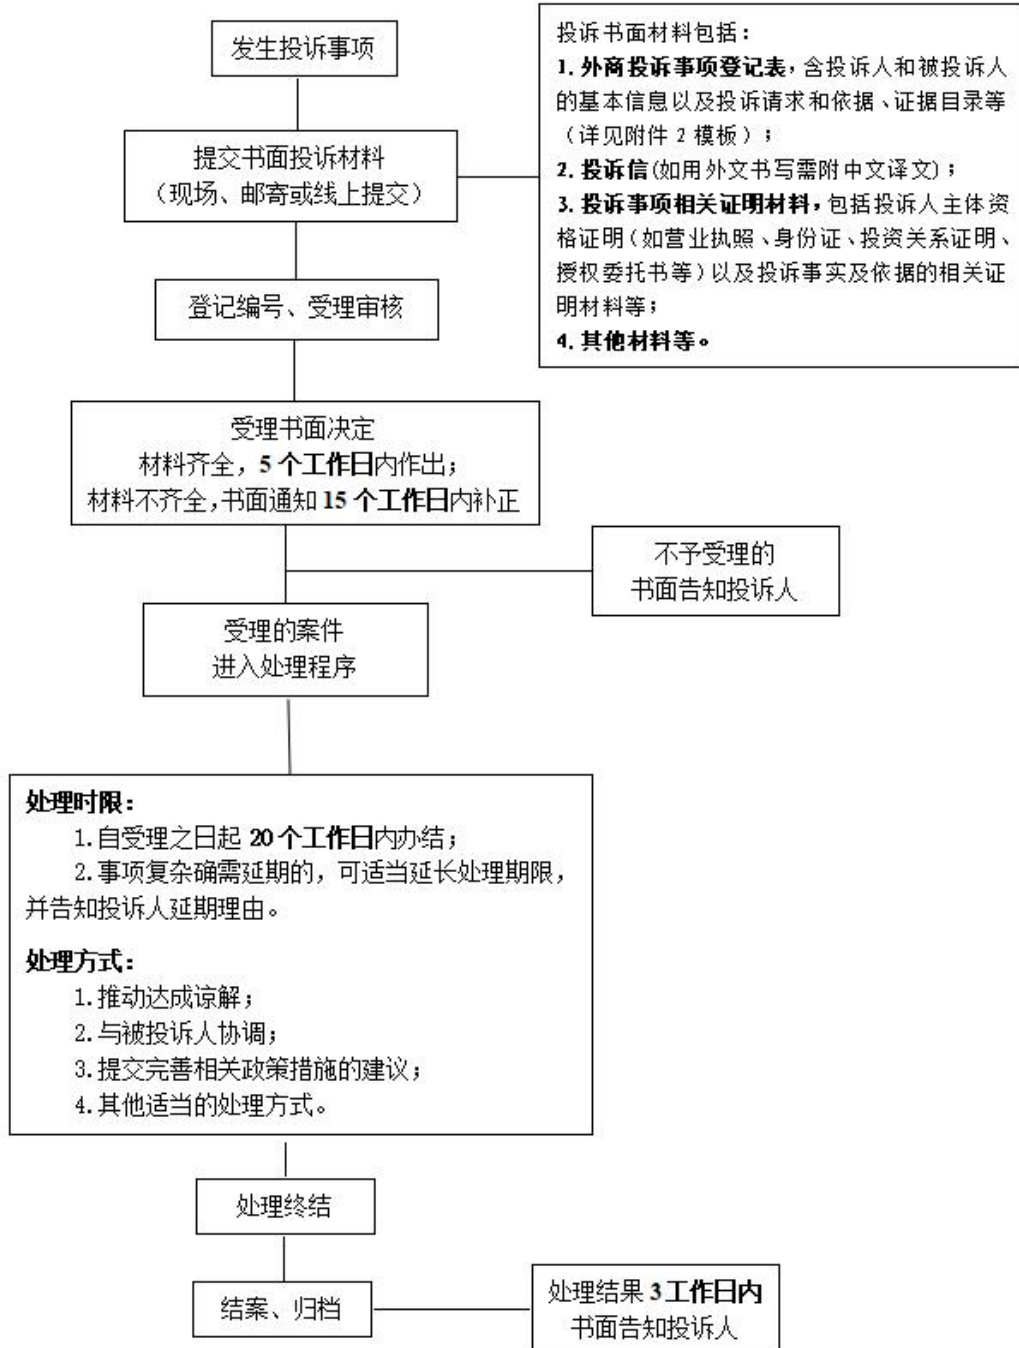 发生投诉事项
投诉书面材料包括：
1.外商投诉事项登记表，含投诉人和被投诉人
的基本信息以及投诉请求和依据、证据目录等
（详见附件 2 模板）；
2.投诉信(如用外文书写需附中文译文)；
3.投诉事项相关证明材料，包括投诉人主体资
格证明（如营业执照、身份证、投资关系证明、
授权委托书等）以及投诉事实及依据的相关证
明材料等；
4.其他材料等。
提交书面投诉材料
（现场、邮寄或线上提交）
登记编号、受理审核
受理书面决定
材料齐全，5 个工作日内作出；
材料不齐全，书面通知 15 个工作日内补正
不予受理的
书面告知投诉人
受理的案件
进入处理程序
处理时限：
1.自受理之日起 20 个工作日内办结；
2.事项复杂确需延期的，可适当延长处理期限，
并告知投诉人延期理由。
处理方式：
1.推动达成谅解；
2.与被投诉人协调；
3.提交完善相关政策措施的建议；
4.其他适当的处理方式。
处理终结
结案、归档
处理结果 3 工作日内
书面告知投诉人